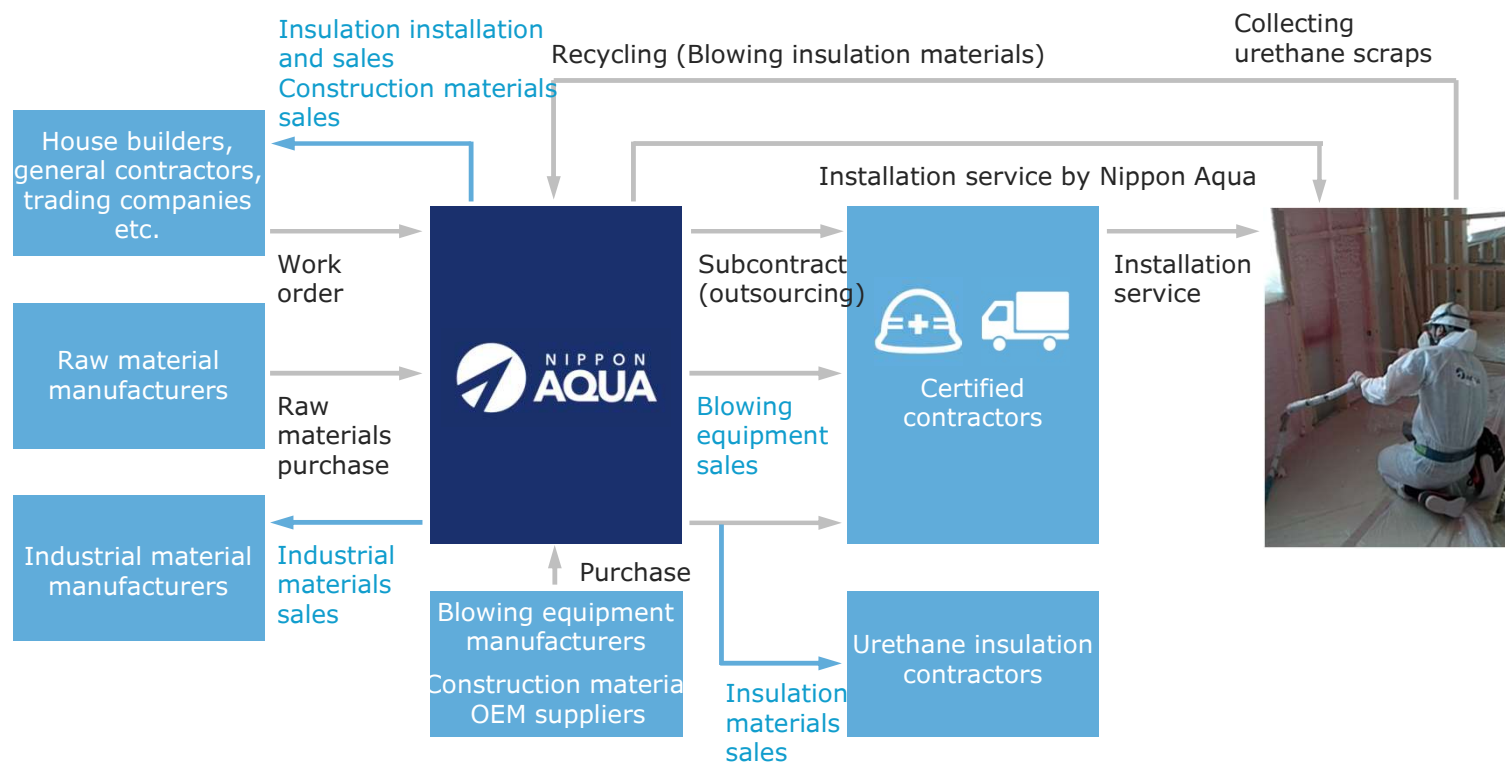 Insulation installation
and sales
Construction materials
sales
Recycling (Blowing insulation materials)
Collecting
urethane scraps
House builders,
general contractors,
trading companies
etc.
Installation service by Nippon Aqua
Work
order
Subcontract
(outsourcing)
Installation
service
Raw material
manufacturers
Raw
materials
purchase
NIPPON
AQUA
Blowing
equipment
sales
Certified
contractors
Industrial material
manufacturers
Industrial
materials
sales
Purchase
Blowing equipment
manufacturers
Construction materia
OEM suppliers
Insulation
materials
sales
Urethane insulation
contractors